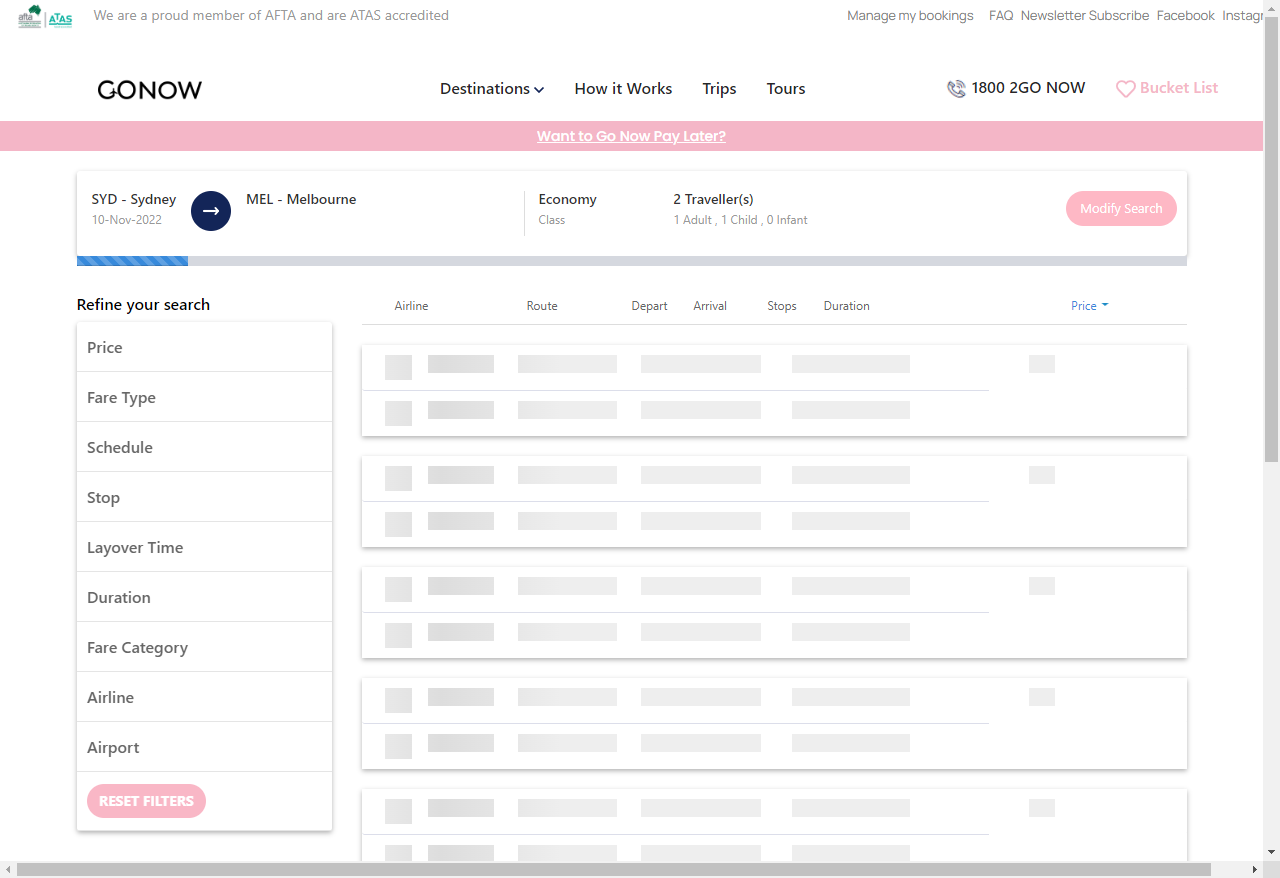 afta ATAS We are a proud member of AFTA and are ATAS accredited Manage my bookings FAQ Newsletter Subscribe Facebook Instagr
GONOW Destinations How it Works Trips Tours 1800 2GO NOW Bucket List
Want to Go Now Pay Later?
SYD - Sydney MEL - Melbourne Economy 2 Traveller(s) Modify Search
10-Nov-2022 Class 1 Adult , 1 Child , 0 Infant
Refine your search Airline Route Depart Arrival Stops Duration Price
Price
Fare Type
Schedule
Stop
Layover Time
Duration
Fare Category
Airline
Airport
RESET FILTERS